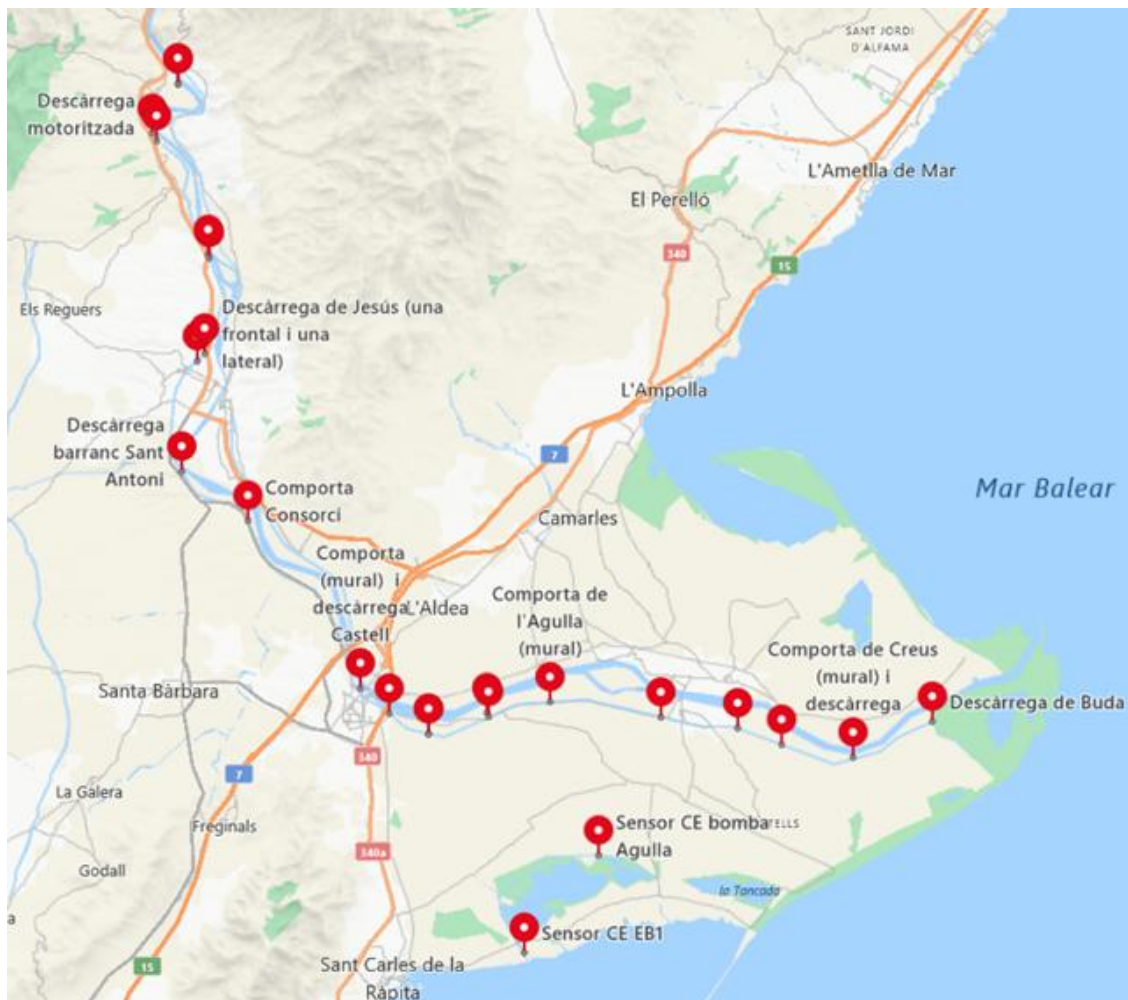 SANT JORDI
D'ALFAMA
Descàrrega
motoritzada
L'Ametlla de Mar
El Perelló
340
15
Els Reguers
Descàrrega de Jesús (una
frontal i una
lateral)
L'Ampolla
Descàrrega
barranc Sant
Antoni
7
Comporta
Consorci
Mar Balear
Camarles
Comporta
(mural) i
descàrrega
Castell
L'Aldea
Comporta de
l'Agulla
(mural)
Comporta de Creus
(mural) i
descàrrega
Santa Bàrbara
Descàrrega de Buda
340
7
La Galera
Freginals
Sensor CE bomba
Agulla
TELLS
340a
Godall
la Tancada
Sensor CE EB1
a
15
Sant Carles de la
Ràpita